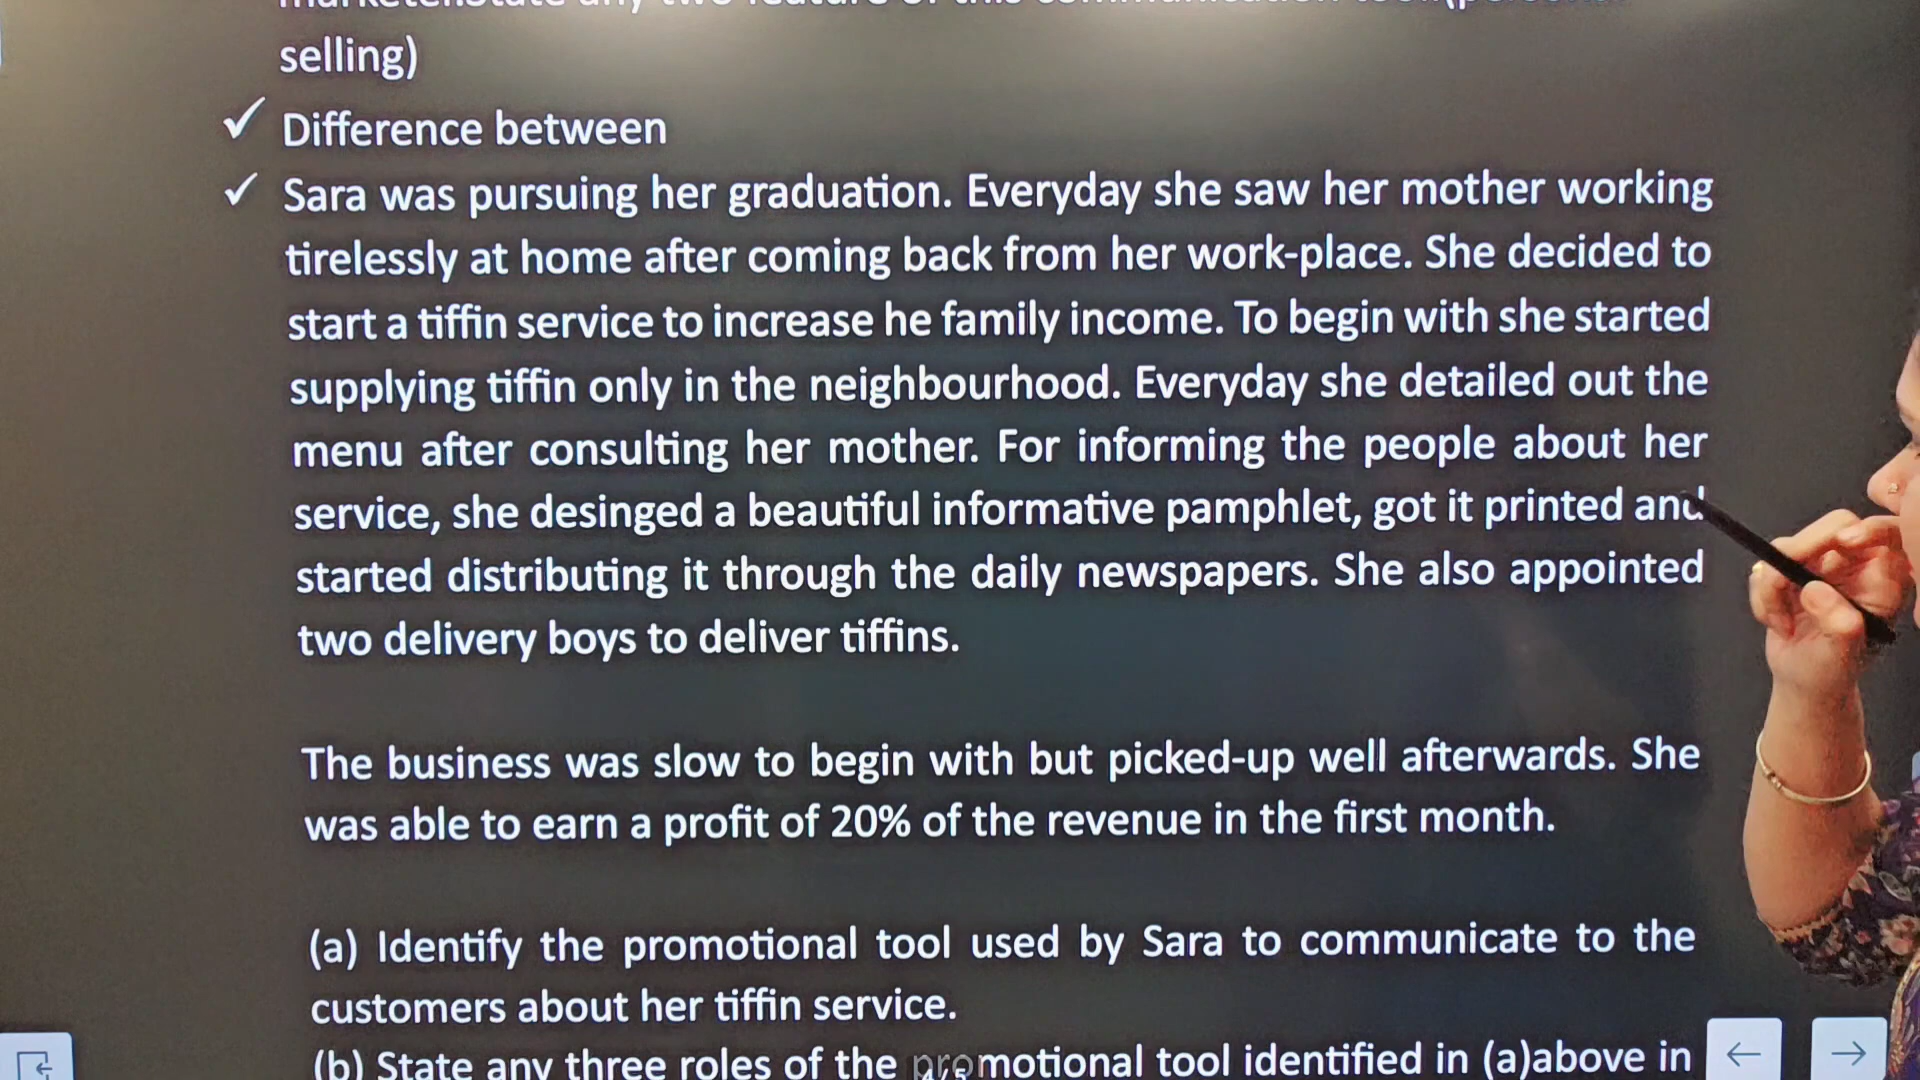 selling)
✓ Difference between
✓ Sara was pursuing her graduation. Everyday she saw her mother working
tirelessly at home after coming back from her work-place. She decided to
start a tiffin service to increase he family income. To begin with she started
supplying tiffin only in the neighbourhood. Everyday she detailed out the
menu after consulting her mother. For informing the people about her
service, she desinged a beautiful informative pamphlet, got it printed and
started distributing it through the daily newspapers. She also appointed
two delivery boys to deliver tiffins.
The business was slow to begin with but picked-up well afterwards. She
was able to earn a profit of 20% of the revenue in the first month.
(a) Identify the promotional tool used by Sara to communicate to the
customers about her tiffin service.
(b) State any three roles of the promotional tool identified in (a)above in
4/5